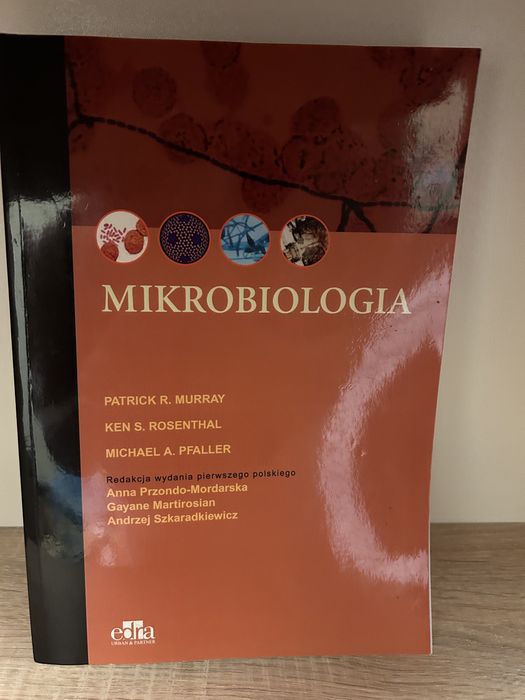 MIKROBIOLOGIA
PATRICK R. MURRAY
KEN S. ROSENTHAL
MICHAEL A. PFALLER
Redakcja wydania pierwszego polskiego
Anna Przondo-Mordarska
Gayane Martirosian
Andrzej Szkaradkiewicz
edra
URBAN & PARTNER